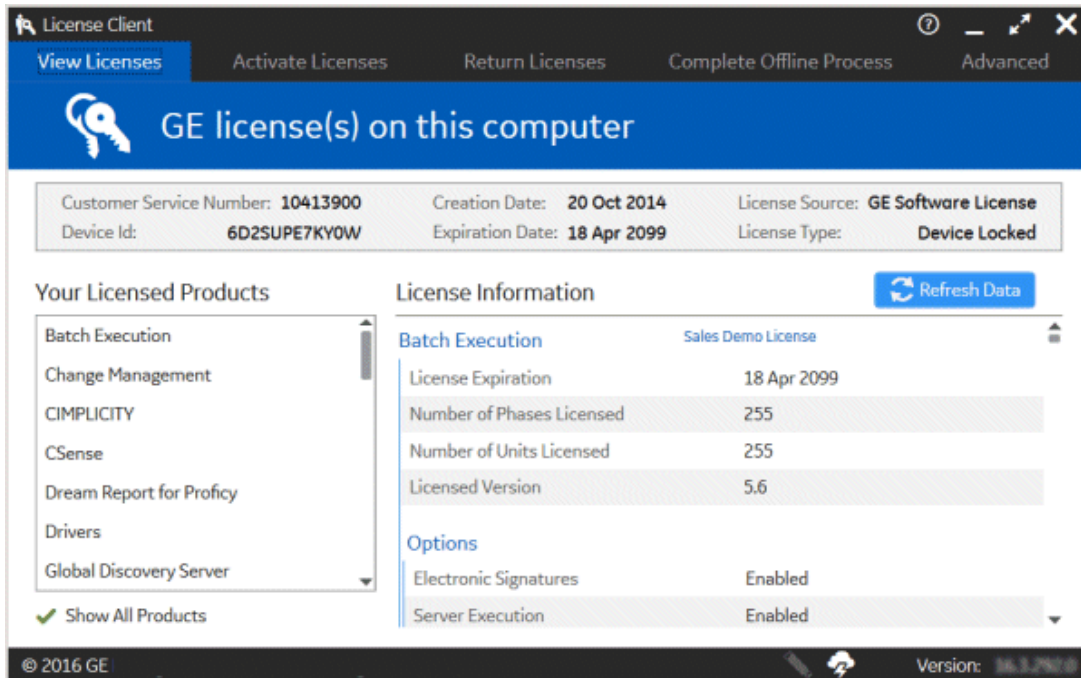 License Client
View Licenses Activate Licenses Return Licenses Complete Offline Process Advanced
GE license(s) on this computer
Customer Service Number: 10413900 Creation Date: 20 Oct 2014 License Source: GE Software License
Device Id: 6D2SUPE7KY0W Expiration Date: 18 Apr 2099 License Type: Device Locked
Your Licensed Products
Batch Execution
Change Management
CIMPLICITY
CSense
Dream Report for Proficy
Drivers
Global Discovery Server
Show All Products
License Information
Refresh Data
Batch Execution Sales Demo License
License Expiration 18 Apr 2099
Number of Phases Licensed 255
Number of Units Licensed 255
Licensed Version 5.6
Options
Electronic Signatures Enabled
Server Execution Enabled
© 2016 GE
Version: